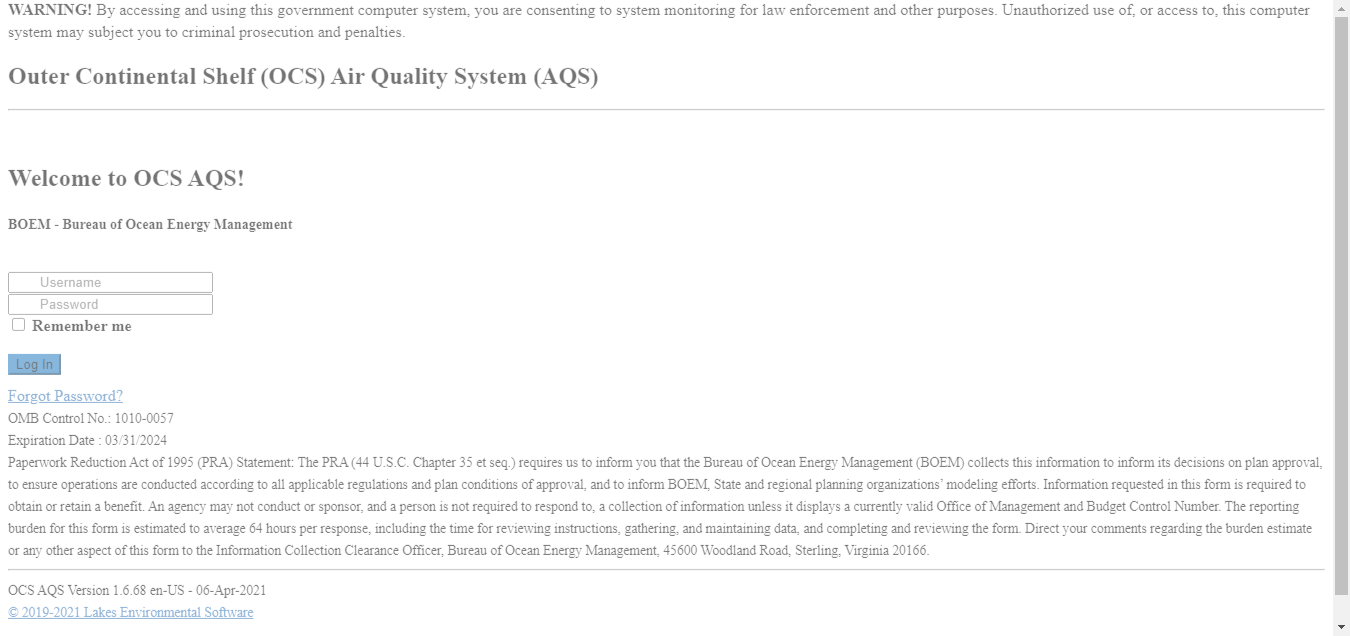 WARNING! By accessing and using this government computer system, you are consenting to system monitoring for law enforcement and other purposes. Unauthorized use of, or access to, this computer
system may subject you to criminal prosecution and penalties.
Outer Continental Shelf (OCS) Air Quality System (AQS)
Welcome to OCS AQS!
BOEM - Bureau of Ocean Energy Management
Username
Password
Remember me
Log In
Forgot Password?
OMB Control No.: 1010-0057
Expiration Date : 03/31/2024
Paperwork Reduction Act of 1995 (PRA) Statement: The PRA (44 U.S.C. Chapter 35 et seq.) requires us to inform you that the Bureau of Ocean Energy Management (BOEM) collects this information to inform its decisions on plan approval,
to ensure operations are conducted according to all applicable regulations and plan conditions of approval, and to inform BOEM, State and regional planning organizations’ modeling efforts. Information requested in this form is required to
obtain or retain a benefit. An agency may not conduct or sponsor, and a person is not required to respond to, a collection of information unless it displays a currently valid Office of Management and Budget Control Number. The reporting
burden for this form is estimated to average 64 hours per response, including the time for reviewing instructions, gathering, and maintaining data, and completing and reviewing the form. Direct your comments regarding the burden estimate
or any other aspect of this form to the Information Collection Clearance Officer, Bureau of Ocean Energy Management, 45600 Woodland Road, Sterling, Virginia 20166.
OCS AQS Version 1.6.68 en-US - 06-Apr-2021
© 2019-2021 Lakes Environmental Software